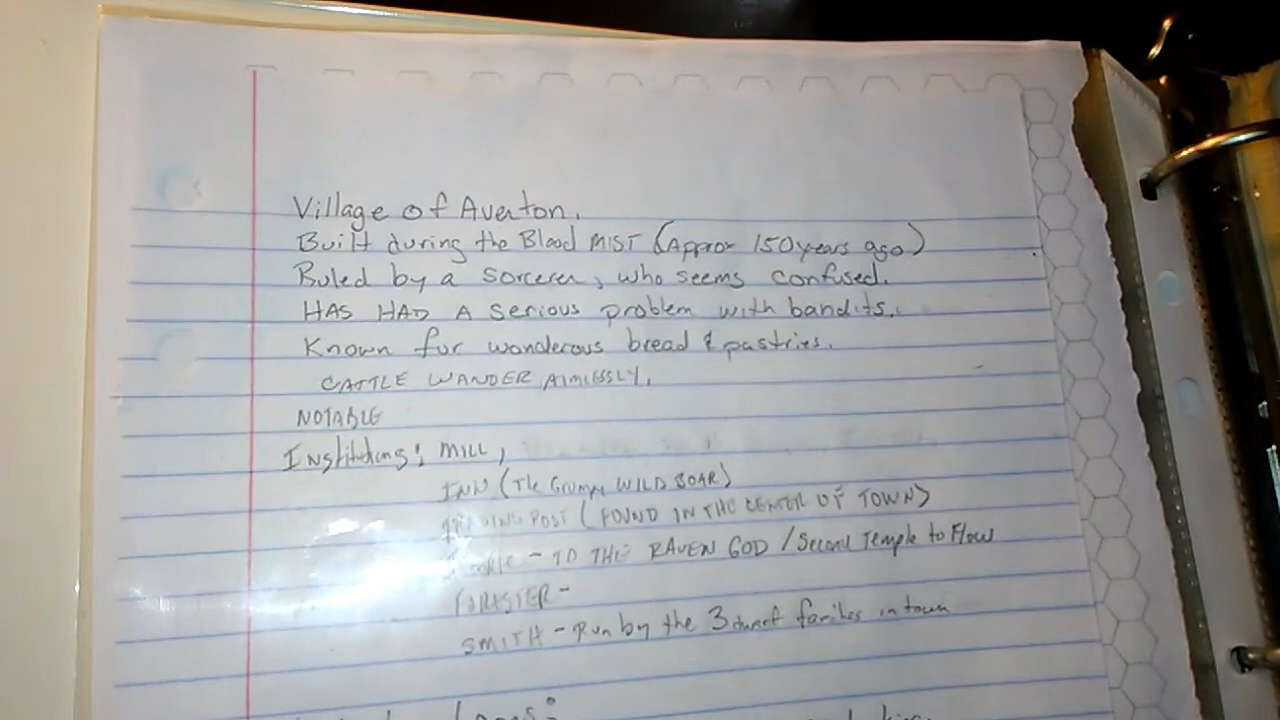 Village of Averton.
Built during the Blood MIST (Approx 150 years ago)
Ruled by a sorcerer, who seems confused.
HAS HAD A serious problem with bandits.
Known for wonderous bread & pastries.
CATTLE WANDER AIMLESSLY.
NOTABLE
Institutions: MILL,
INN (The Grumpy WILD BOAR)
POST (FOUND IN THE CENTER OF TOWN)
- TO THE RAVEN GOD / Second Temple to Flow
FORESTER -
SMITH - Run by the 3 dwarf families in town